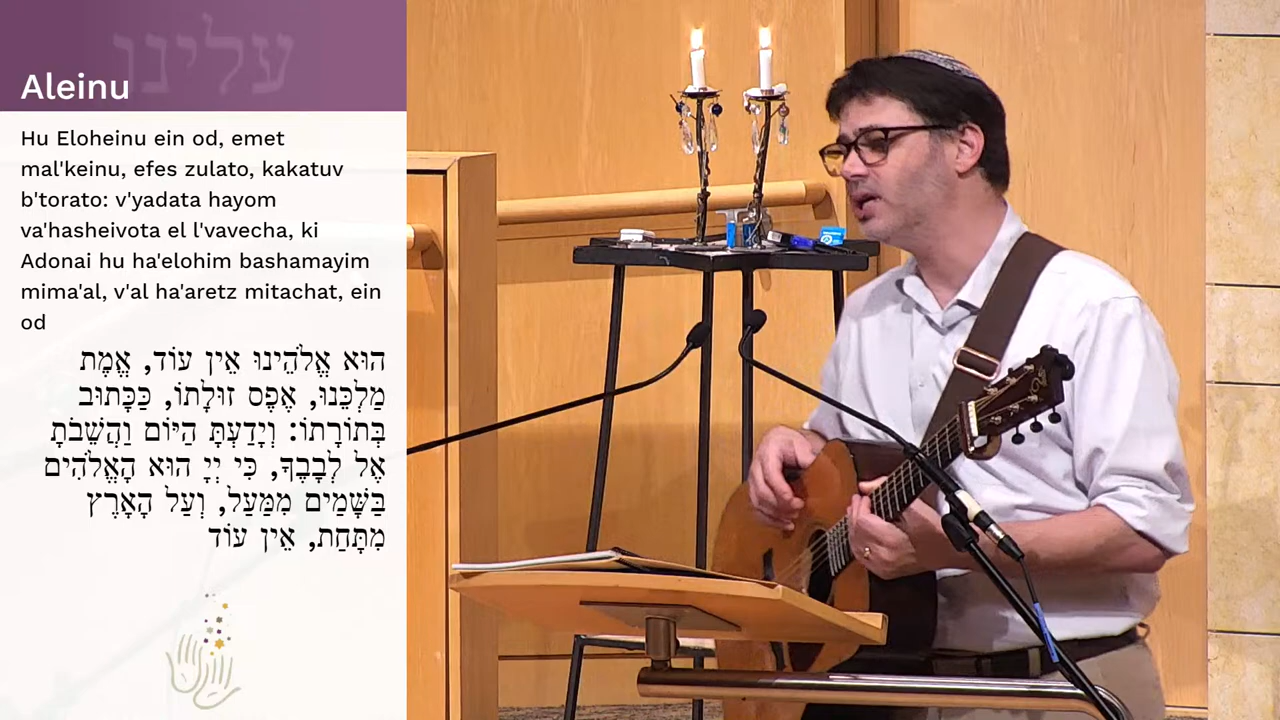 עלינו
Aleinu
Hu Eloheinu ein od, emet
mal'keinu, efes zulato, kakatuv
b'torato: v'yadata hayom
va'hasheivota el l'vavecha, ki
Adonai hu ha'elohim bashamayim
mima'al, v'al ha'aretz mitachat, ein
od
הוּא אֱלֹהֵֽינוּ אֵין עוֹד, אֱמֶת
מַלְכֵּֽנוּ, אֶֽפֶס זוּלָתוֹ, כַּכָּתוּב
בְּתוֹרָתוֹ: וְיָדַעְתָּ הַיּוֹם וַהֲשֵׁבֹתָ
אֶל לְבָבֶךָ, כִּי יְיָ הוּא הָאֱלֹהִים
בַּשָּׁמַיִם מִמַּֽעַל, וְעַל הָאָֽרֶץ
מִתָּֽחַת, אֵין עוֹד